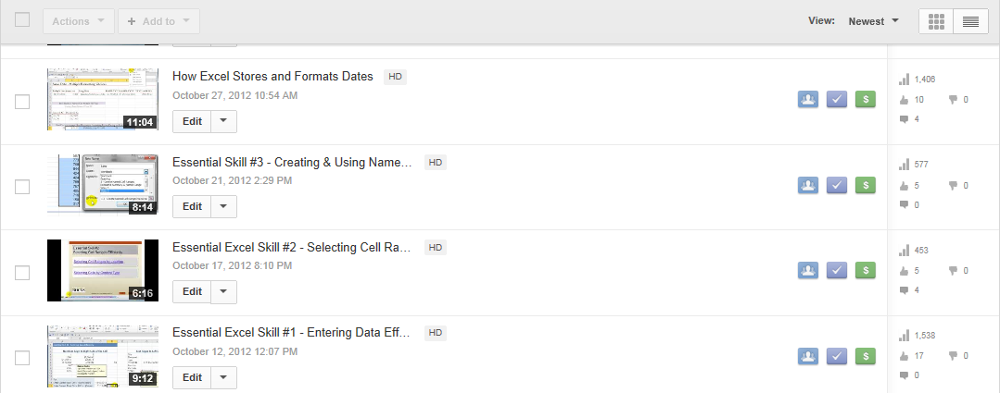 Actions + Add to View: Newest
How Excel Stores and Formats Dates HD
October 27, 2012 10:54 AM
Edit
11:04
1,406
10 0
4
Essential Skill #3 - Creating & Using Name... HD
October 21, 2012 2:29 PM
Edit
8:14
577
5 0
0
Essential Excel Skill #2 - Selecting Cell Ra... HD
October 17, 2012 8:10 PM
Edit
6:16
453
5 0
4
Essential Excel Skill #1 - Entering Data Eff... HD
October 12, 2012 12:07 PM
Edit
9:12
1,538
17 0
0